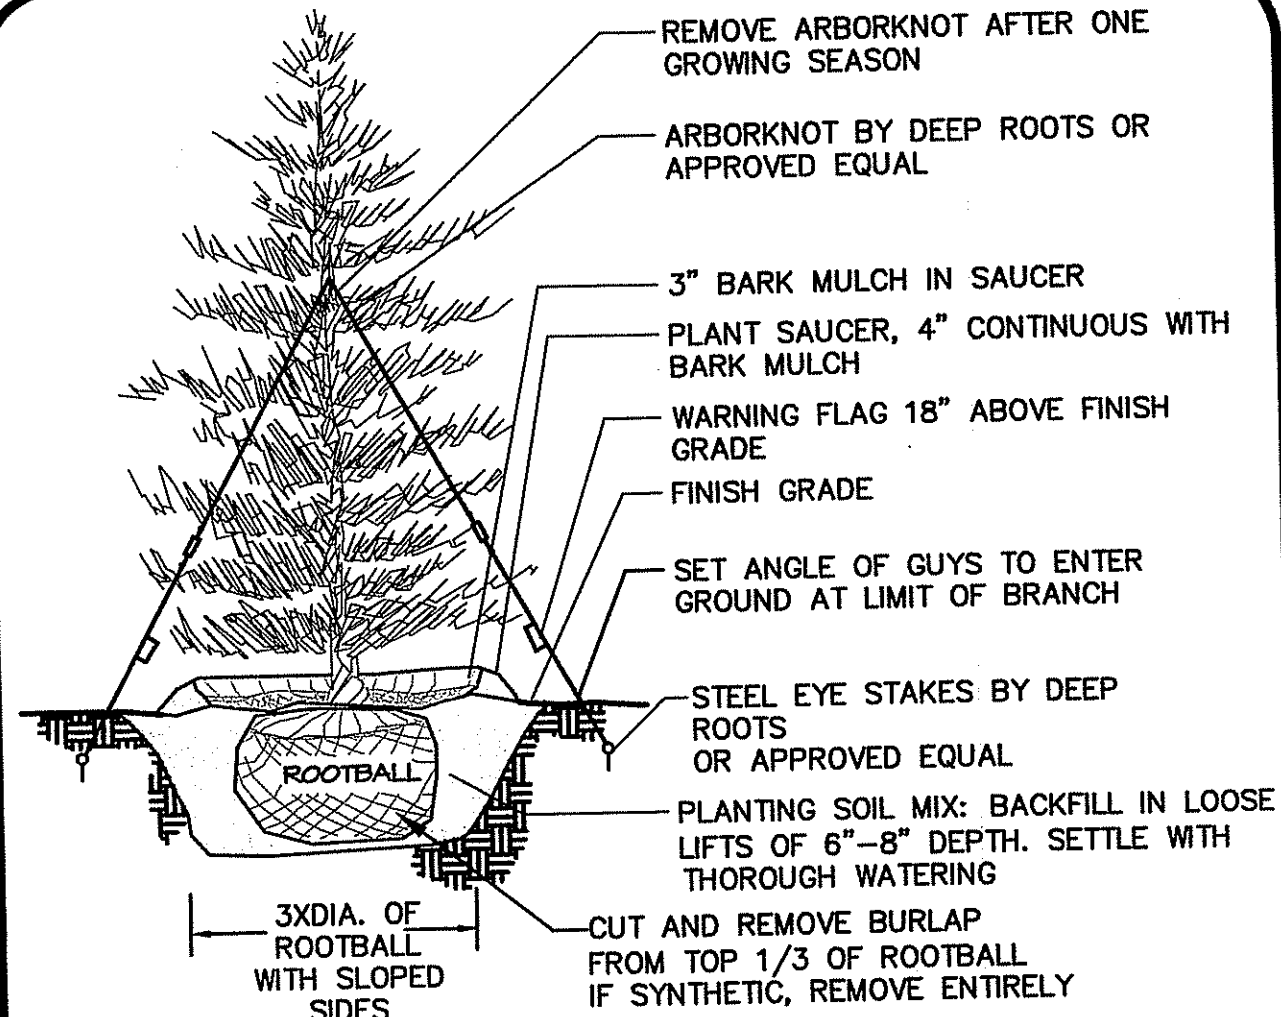 REMOVE ARBORKNOT AFTER ONE
GROWING SEASON
ARBORKNOT BY DEEP ROOTS OR
APPROVED EQUAL
3" BARK MULCH IN SAUCER
PLANT SAUCER, 4" CONTINUOUS WITH
BARK MULCH
WARNING FLAG 18" ABOVE FINISH
GRADE
FINISH GRADE
SET ANGLE OF GUYS TO ENTER
GROUND AT LIMIT OF BRANCH
STEEL EYE STAKES BY DEEP
ROOTS
OR APPROVED EQUAL
ROOTBALL
PLANTING SOIL MIX: BACKFILL IN LOOSE
LIFTS OF 6"-8" DEPTH. SETTLE WITH
THOROUGH WATERING
3XDIA. OF
ROOTBALL
WITH SLOPED
SIDES
CUT AND REMOVE BURLAP
FROM TOP 1/3 OF ROOTBALL
IF SYNTHETIC, REMOVE ENTIRELY